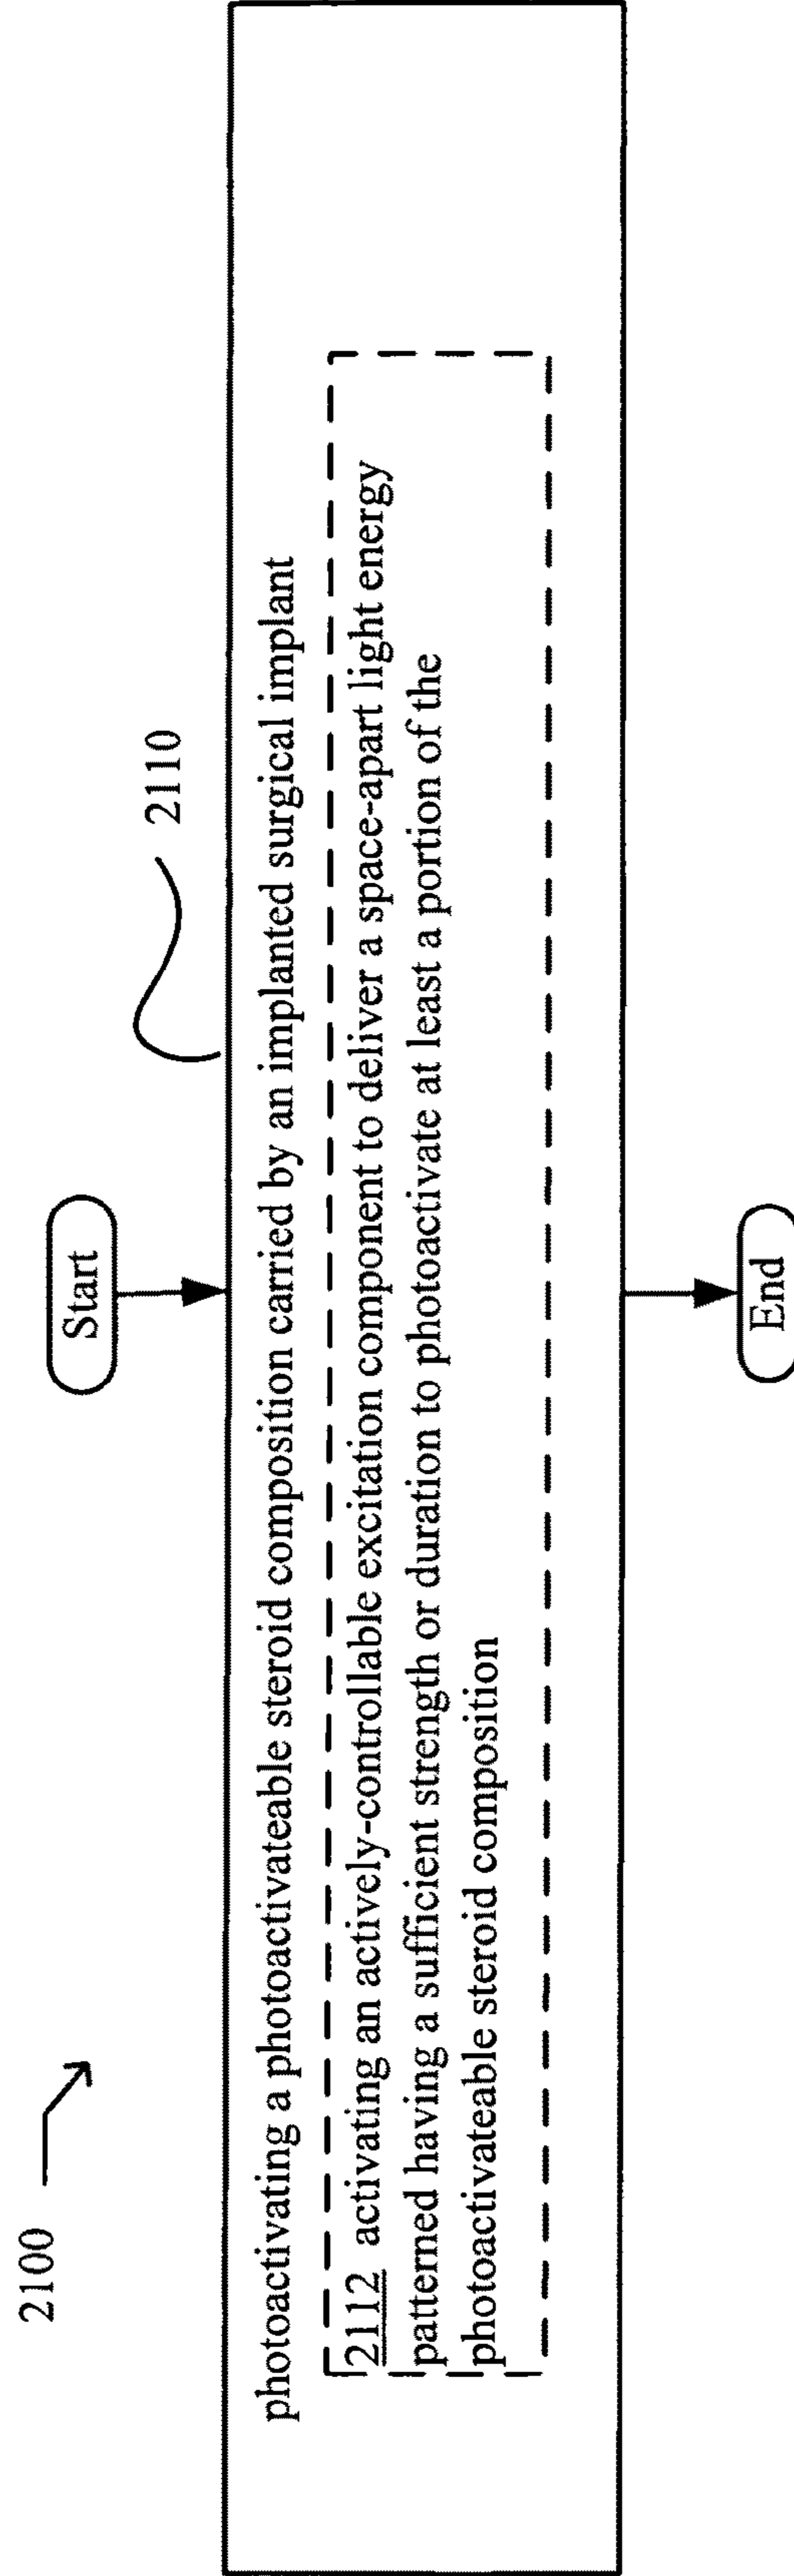 2100
Start
2110
photoactivating a photoactivateable steroid composition carried by an implanted surgical implant
2112 activating an actively-controllable excitation component to deliver a space-apart light energy
patterned having a sufficient strength or duration to photoactivate at least a portion of the
photoactivateable steroid composition
End